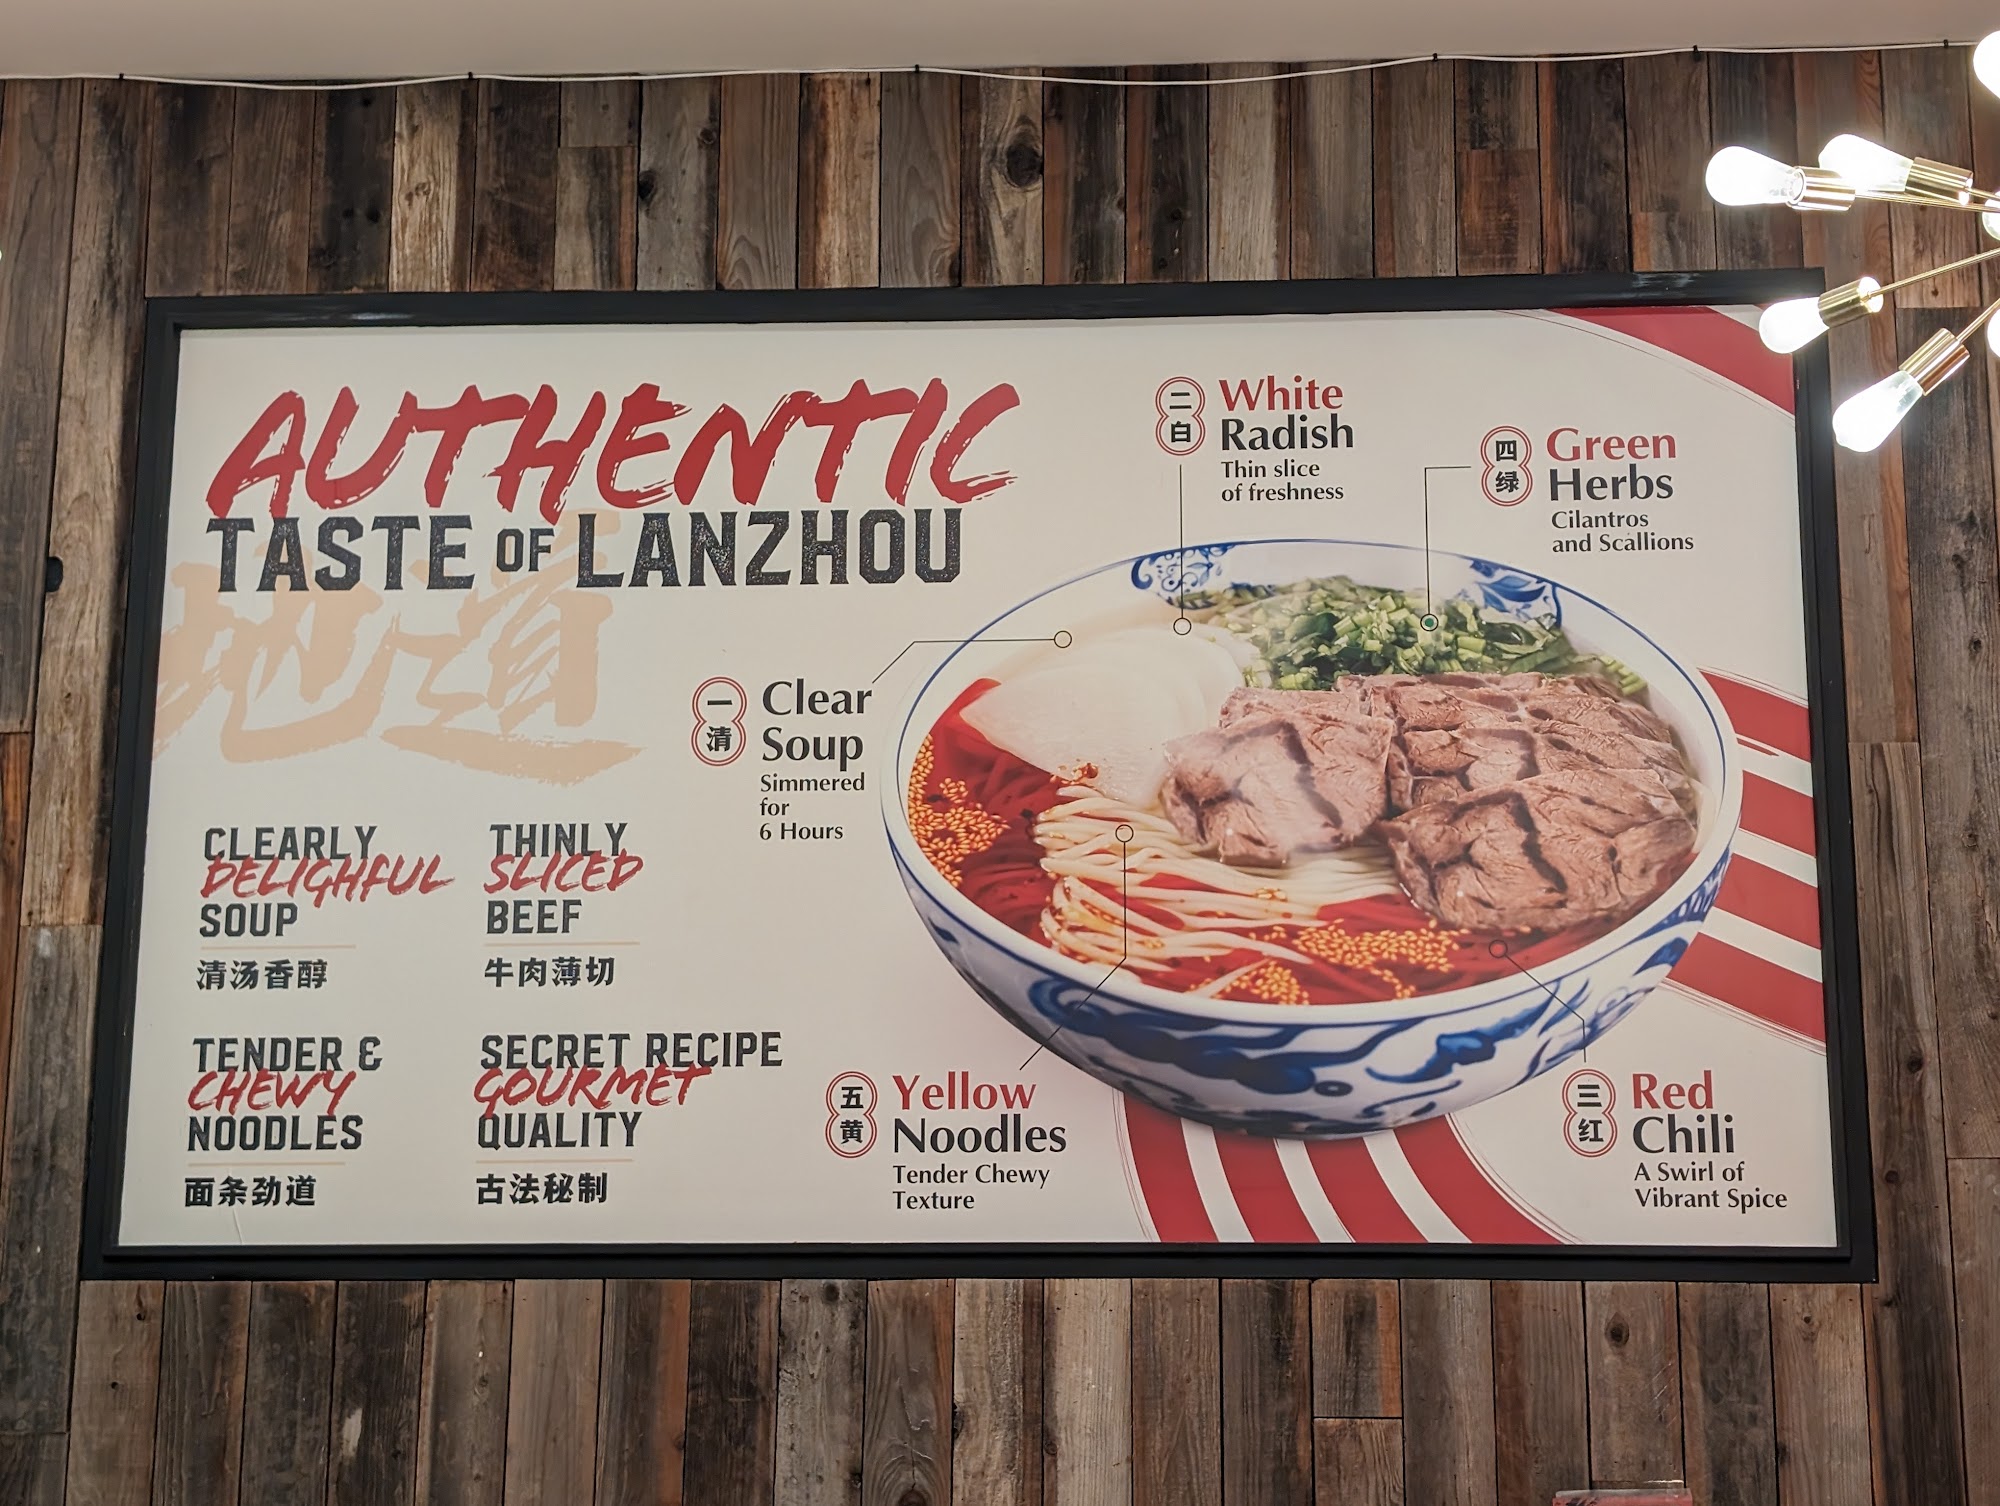 AUTHENTIC
TASTE OF LANZHOU
地道
CLEARLY
DELIGHFUL
SOUP
清汤香醇
THINLY
SLICED
BEEF
牛肉薄切
TENDER &
CHEWY
NOODLES
面条劲道
SECRET RECIPE
GOURMET
QUALITY
古法秘制
一清
Clear
Soup
Simmered
for
6 Hours
二白
White
Radish
Thin slice
of freshness
四绿
Green
Herbs
Cilantros
and Scallions
五黄
Yellow
Noodles
Tender Chewy
Texture
三红
Red
Chili
A Swirl of
Vibrant Spice